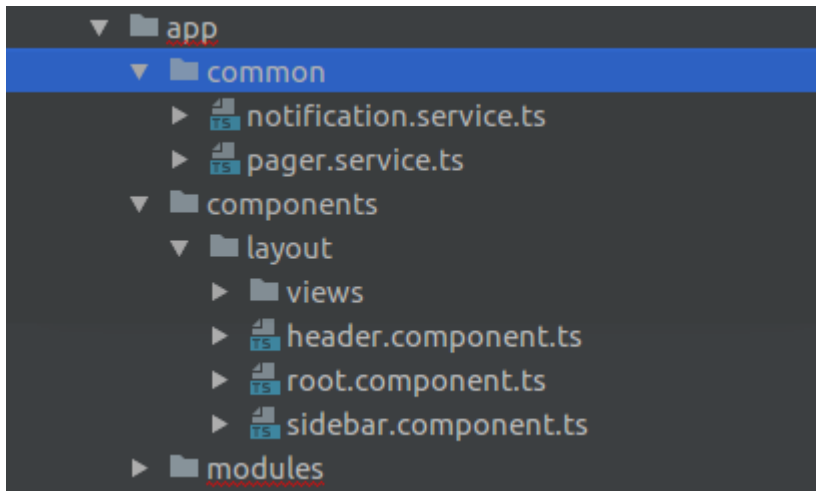 app
common
notification.service.ts
pager.service.ts
components
layout
views
header.component.ts
root.component.ts
sidebar.component.ts
modules